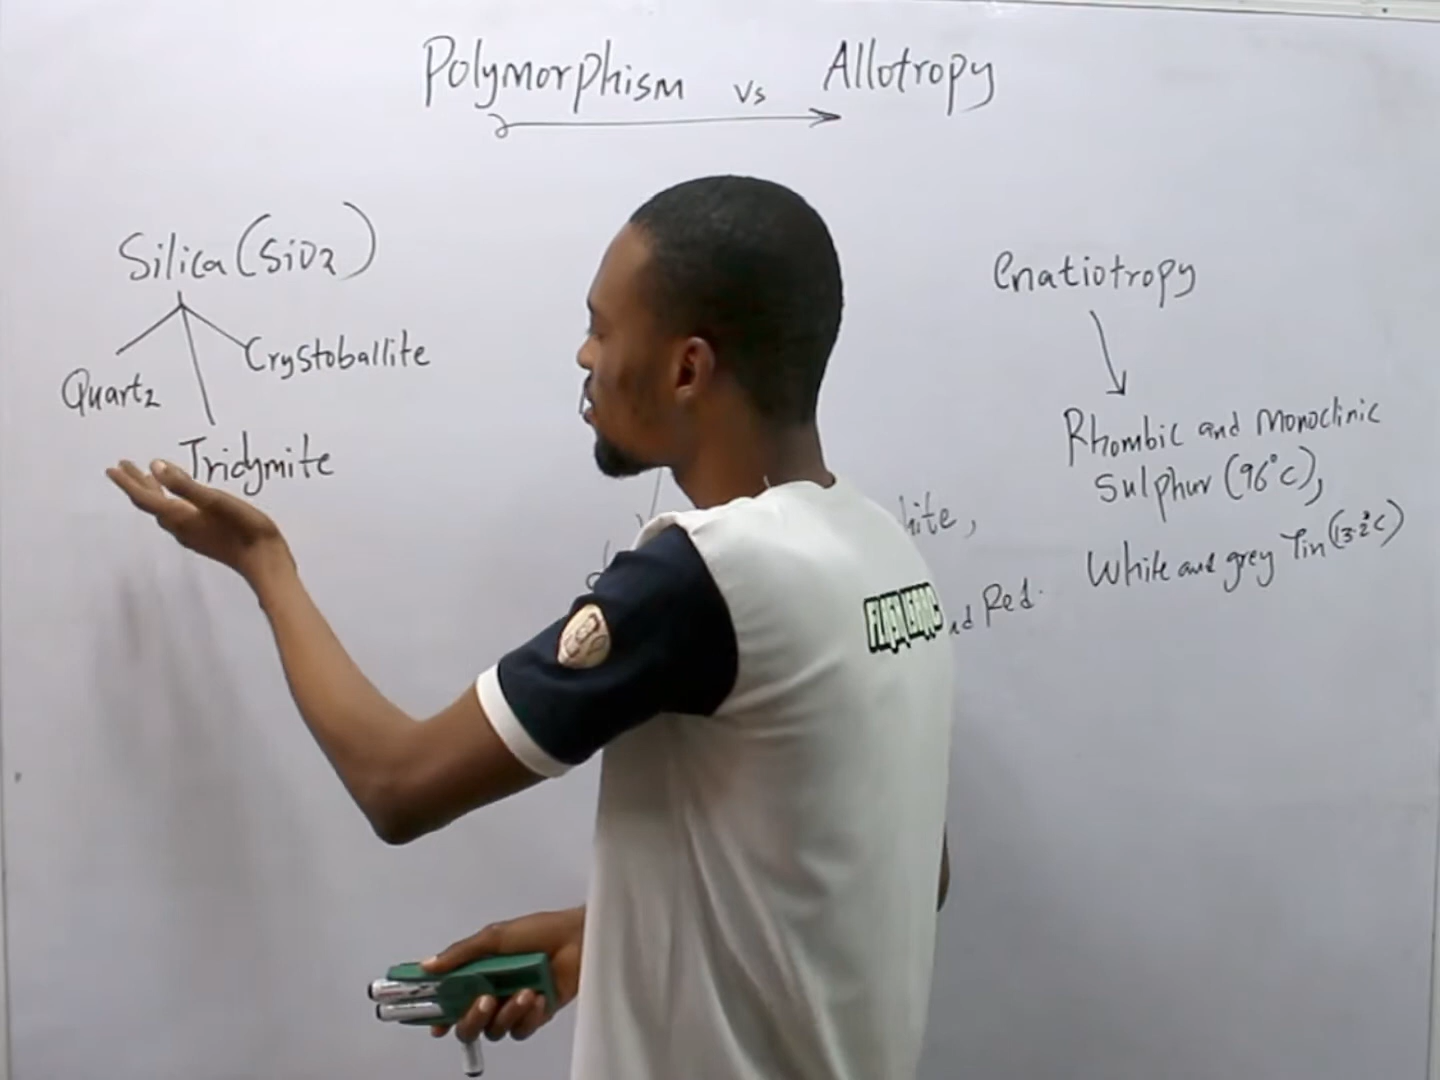 Polymorphism vs Allotropy
Silica (SiO2)
Quartz
Crystoballite
Tridymite
Enatiotropy
Rhombic and Monoclinic
Sulphur (96°C),
White and grey Tin (13.2°C)
Red.